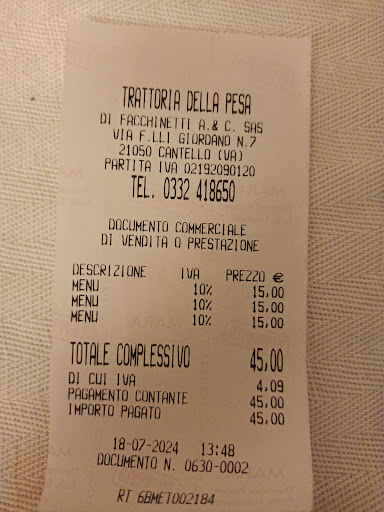 TRATTORIA DELLA PESA
DI FACCHINETTI A.& C. SAS
VIA F.LLI GIORDANO N.7
21050 CANTELLO (VA)
PARTITA IVA 02192090120
TEL. 0332 418650
DOCUMENTO COMMERCIALE
DI VENDITA O PRESTAZIONE
DESCRIZIONE IVA PREZZO €
MENU 10% 15,00
MENU 10% 15,00
MENU 10% 15,00
TOTALE COMPLESSIVO 45,00
DI CUI IVA 4,09
PAGAMENTO CONTANTE 45,00
IMPORTO PAGATO 45,00
18-07-2024 13:48
DOCUMENTO N. 0630-0002
RT 6BMET002184